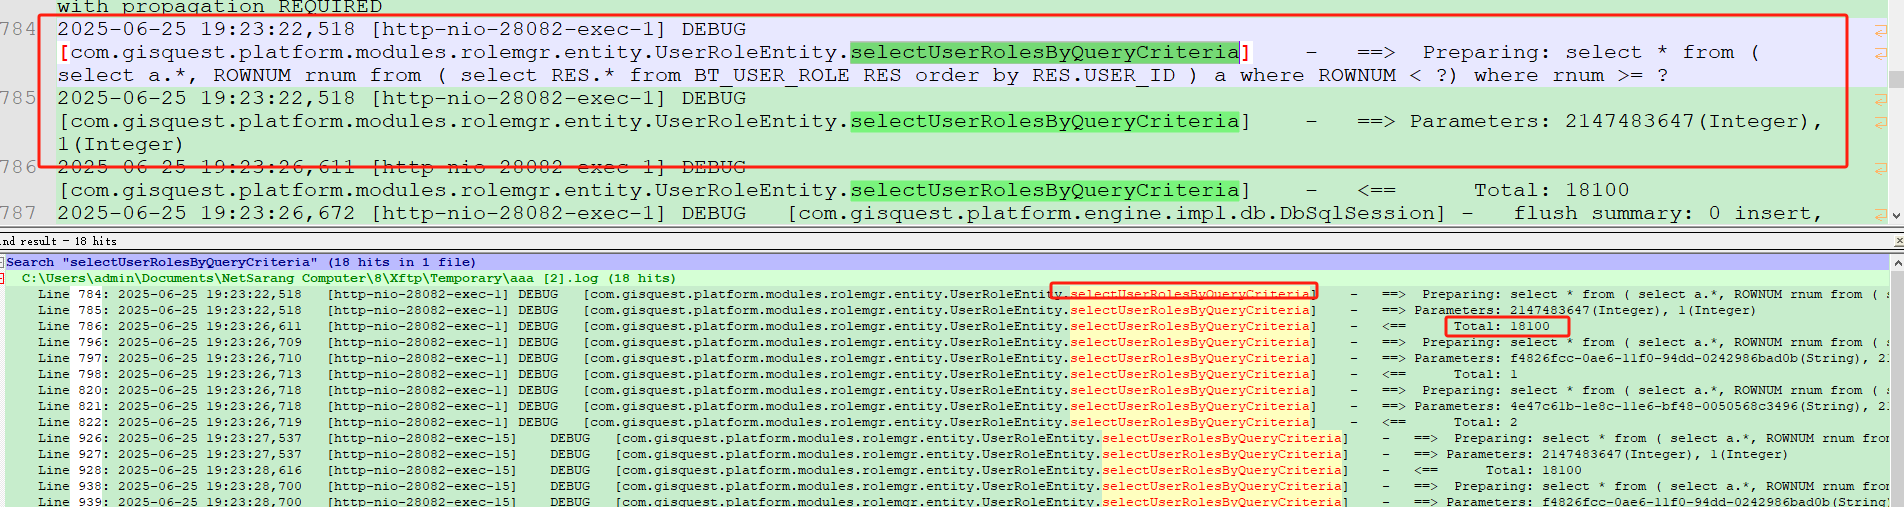 with propagation REQUIRED
784 2025-06-25 19:23:22,518 [http-nio-28082-exec-1] DEBUG
[com.gisquest.platform.modules.rolemgr.entity.UserRoleEntity.selectUserRolesByQueryCriteria] - ==> Preparing: select * from (
select a.*, ROWNUM rnum from ( select RES.* from BT_USER_ROLE RES order by RES.USER_ID ) a where ROWNUM < ?) where rnum >= ?
785 2025-06-25 19:23:22,518 [http-nio-28082-exec-1] DEBUG
[com.gisquest.platform.modules.rolemgr.entity.UserRoleEntity.selectUserRolesByQueryCriteria] - ==> Parameters: 2147483647(Integer),
1(Integer)
786 2025-06-25 19:23:26,611 [http-nio-28082-exec-1] DEBUG
[com.gisquest.platform.modules.rolemgr.entity.UserRoleEntity.selectUserRolesByQueryCriteria] - <== Total: 18100
787 2025-06-25 19:23:26,672 [http-nio-28082-exec-1] DEBUG [com.gisquest.platform.engine.impl.db.DbSqlSession] - flush summary: 0 insert,
nd result - 18 hits
Search "selectUserRolesByQueryCriteria" (18 hits in 1 file)
C:\Users\admin\Documents\NetSarang Computer\8\Xftp\Temporary\aaa [2].log (18 hits)
Line 784: 2025-06-25 19:23:22,518 [http-nio-28082-exec-1] DEBUG [com.gisquest.platform.modules.rolemgr.entity.UserRoleEntity.selectUserRolesByQueryCriteria] - ==> Preparing: select * from ( select a.*, ROWNUM rnum from ( s
Line 785: 2025-06-25 19:23:22,518 [http-nio-28082-exec-1] DEBUG [com.gisquest.platform.modules.rolemgr.entity.UserRoleEntity.selectUserRolesByQueryCriteria] - ==> Parameters: 2147483647(Integer), 1(Integer)
Line 786: 2025-06-25 19:23:26,611 [http-nio-28082-exec-1] DEBUG [com.gisquest.platform.modules.rolemgr.entity.UserRoleEntity.selectUserRolesByQueryCriteria] - <== Total: 18100
Line 796: 2025-06-25 19:23:26,709 [http-nio-28082-exec-1] DEBUG [com.gisquest.platform.modules.rolemgr.entity.UserRoleEntity.selectUserRolesByQueryCriteria] - ==> Preparing: select * from ( select a.*, ROWNUM rnum from ( s
Line 797: 2025-06-25 19:23:26,710 [http-nio-28082-exec-1] DEBUG [com.gisquest.platform.modules.rolemgr.entity.UserRoleEntity.selectUserRolesByQueryCriteria] - ==> Parameters: f4826fcc-0ae6-11f0-94dd-0242986bad0b(String), 21
Line 798: 2025-06-25 19:23:26,713 [http-nio-28082-exec-1] DEBUG [com.gisquest.platform.modules.rolemgr.entity.UserRoleEntity.selectUserRolesByQueryCriteria] - <== Total: 1
Line 820: 2025-06-25 19:23:26,718 [http-nio-28082-exec-1] DEBUG [com.gisquest.platform.modules.rolemgr.entity.UserRoleEntity.selectUserRolesByQueryCriteria] - ==> Preparing: select * from ( select a.*, ROWNUM rnum from ( s
Line 821: 2025-06-25 19:23:26,718 [http-nio-28082-exec-1] DEBUG [com.gisquest.platform.modules.rolemgr.entity.UserRoleEntity.selectUserRolesByQueryCriteria] - ==> Parameters: 4e47c61b-1e8c-11e6-bf48-0050568c3496(String), 21
Line 822: 2025-06-25 19:23:26,719 [http-nio-28082-exec-1] DEBUG [com.gisquest.platform.modules.rolemgr.entity.UserRoleEntity.selectUserRolesByQueryCriteria] - <== Total: 2
Line 926: 2025-06-25 19:23:27,537 [http-nio-28082-exec-15] DEBUG [com.gisquest.platform.modules.rolemgr.entity.UserRoleEntity.selectUserRolesByQueryCriteria] - ==> Preparing: select * from ( select a.*, ROWNUM rnum from
Line 927: 2025-06-25 19:23:27,537 [http-nio-28082-exec-15] DEBUG [com.gisquest.platform.modules.rolemgr.entity.UserRoleEntity.selectUserRolesByQueryCriteria] - ==> Parameters: 2147483647(Integer), 1(Integer)
Line 928: 2025-06-25 19:23:28,616 [http-nio-28082-exec-15] DEBUG [com.gisquest.platform.modules.rolemgr.entity.UserRoleEntity.selectUserRolesByQueryCriteria] - <== Total: 18100
Line 938: 2025-06-25 19:23:28,700 [http-nio-28082-exec-15] DEBUG [com.gisquest.platform.modules.rolemgr.entity.UserRoleEntity.selectUserRolesByQueryCriteria] - ==> Preparing: select * from ( select a.*, ROWNUM rnum from
Line 939: 2025-06-25 19:23:28,700 [http-nio-28082-exec-15] DEBUG [com.gisquest.platform.modules.rolemgr.entity.UserRoleEntity.selectUserRolesByQueryCriteria] - ==> Parameters: f4826fcc-0ae6-11f0-94dd-0242986bad0b(String)